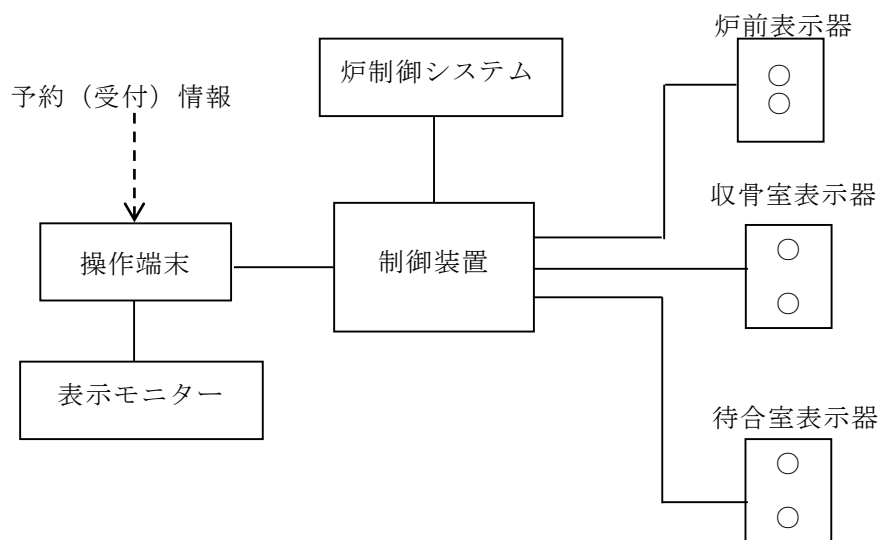 炉前表示器
○
○
炉制御システム
予約（受付）情報
収骨室表示器
○
○
操作端末
制御装置
表示モニター
待合室表示器
○
○